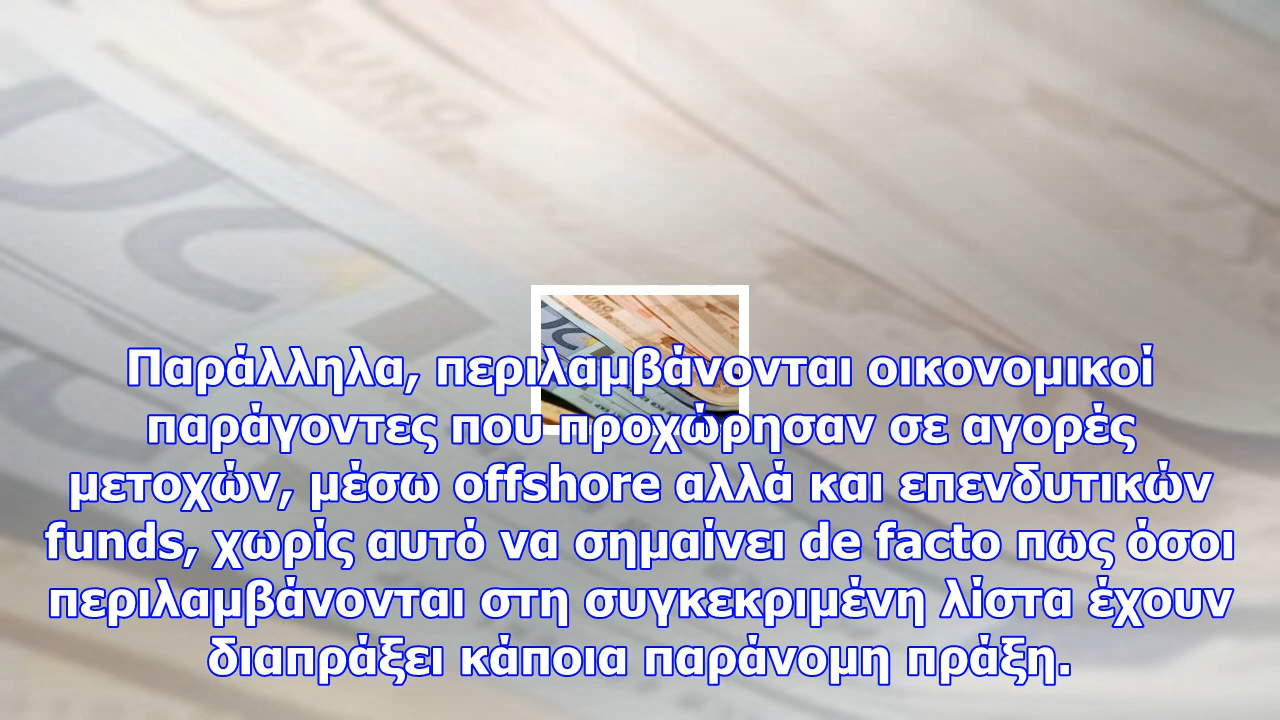 EURO
Παράλληλα, περιλαμβάνονται οικονομικοί
παράγοντες που προχώρησαν σε αγορές
μετοχών, μέσω offshore αλλά και επενδυτικών
funds, χωρίς αυτό να σημαίνει de facto πως όσοι
περιλαμβάνονται στη συγκεκριμένη λίστα έχουν
διαπράξει κάποια παράνομη πράξη.